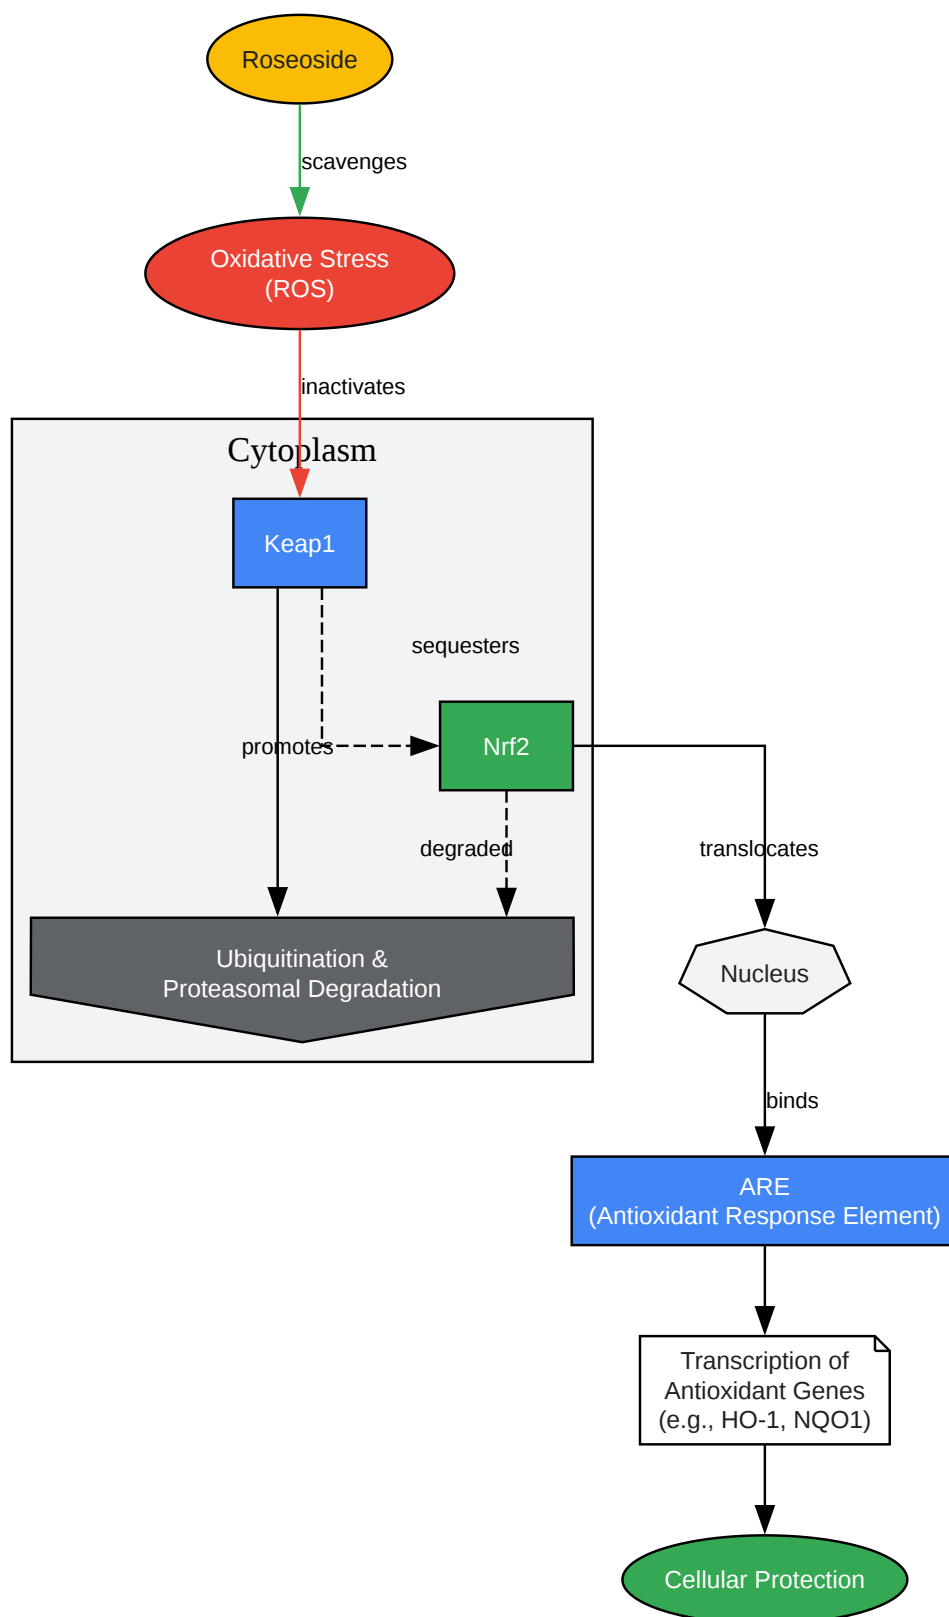 Roseoside
scavenges
Oxidative Stress
(ROS)
inactivates
Cytoplasm
Keap1
sequesters
promotes
Nrf2
degraded
translocates
Ubiquitination &
Proteasomal Degradation
Nucleus
binds
ARE
(Antioxidant Response Element)
Transcription of
Antioxidant Genes
(e.g., HO-1, NQO1)
Cellular Protection